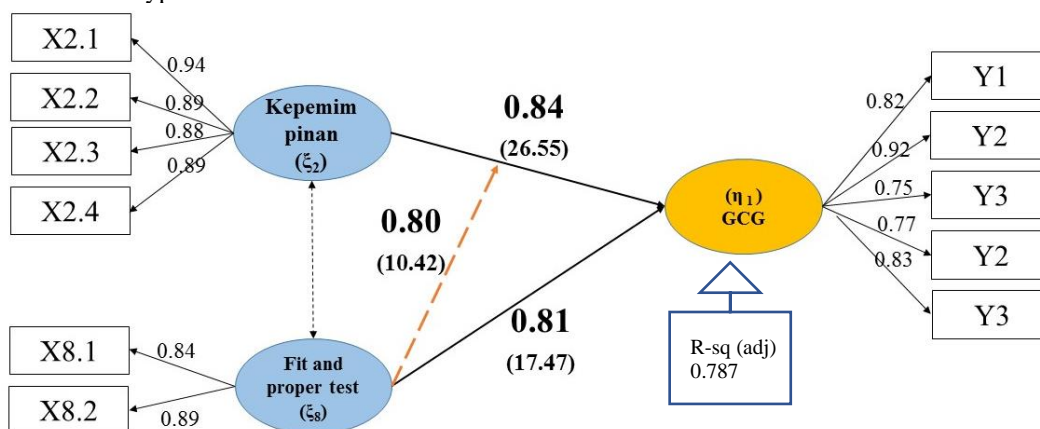 yp
X2.1
X2.2
X2.3
X2.4
0.94
0.89
0.88
0.89
Kepemim
pinan
(ξ₂)
0.84
(26.55)
0.80
(10.42)
0.81
(17.47)
(η ₁)
GCG
0.82
0.92
0.75
0.77
0.83
Y1
Y2
Y3
Y2
Y3
R-sq (adj)
0.787
X8.1
X8.2
0.84
0.89
Fit and
proper test
(ξ₈)